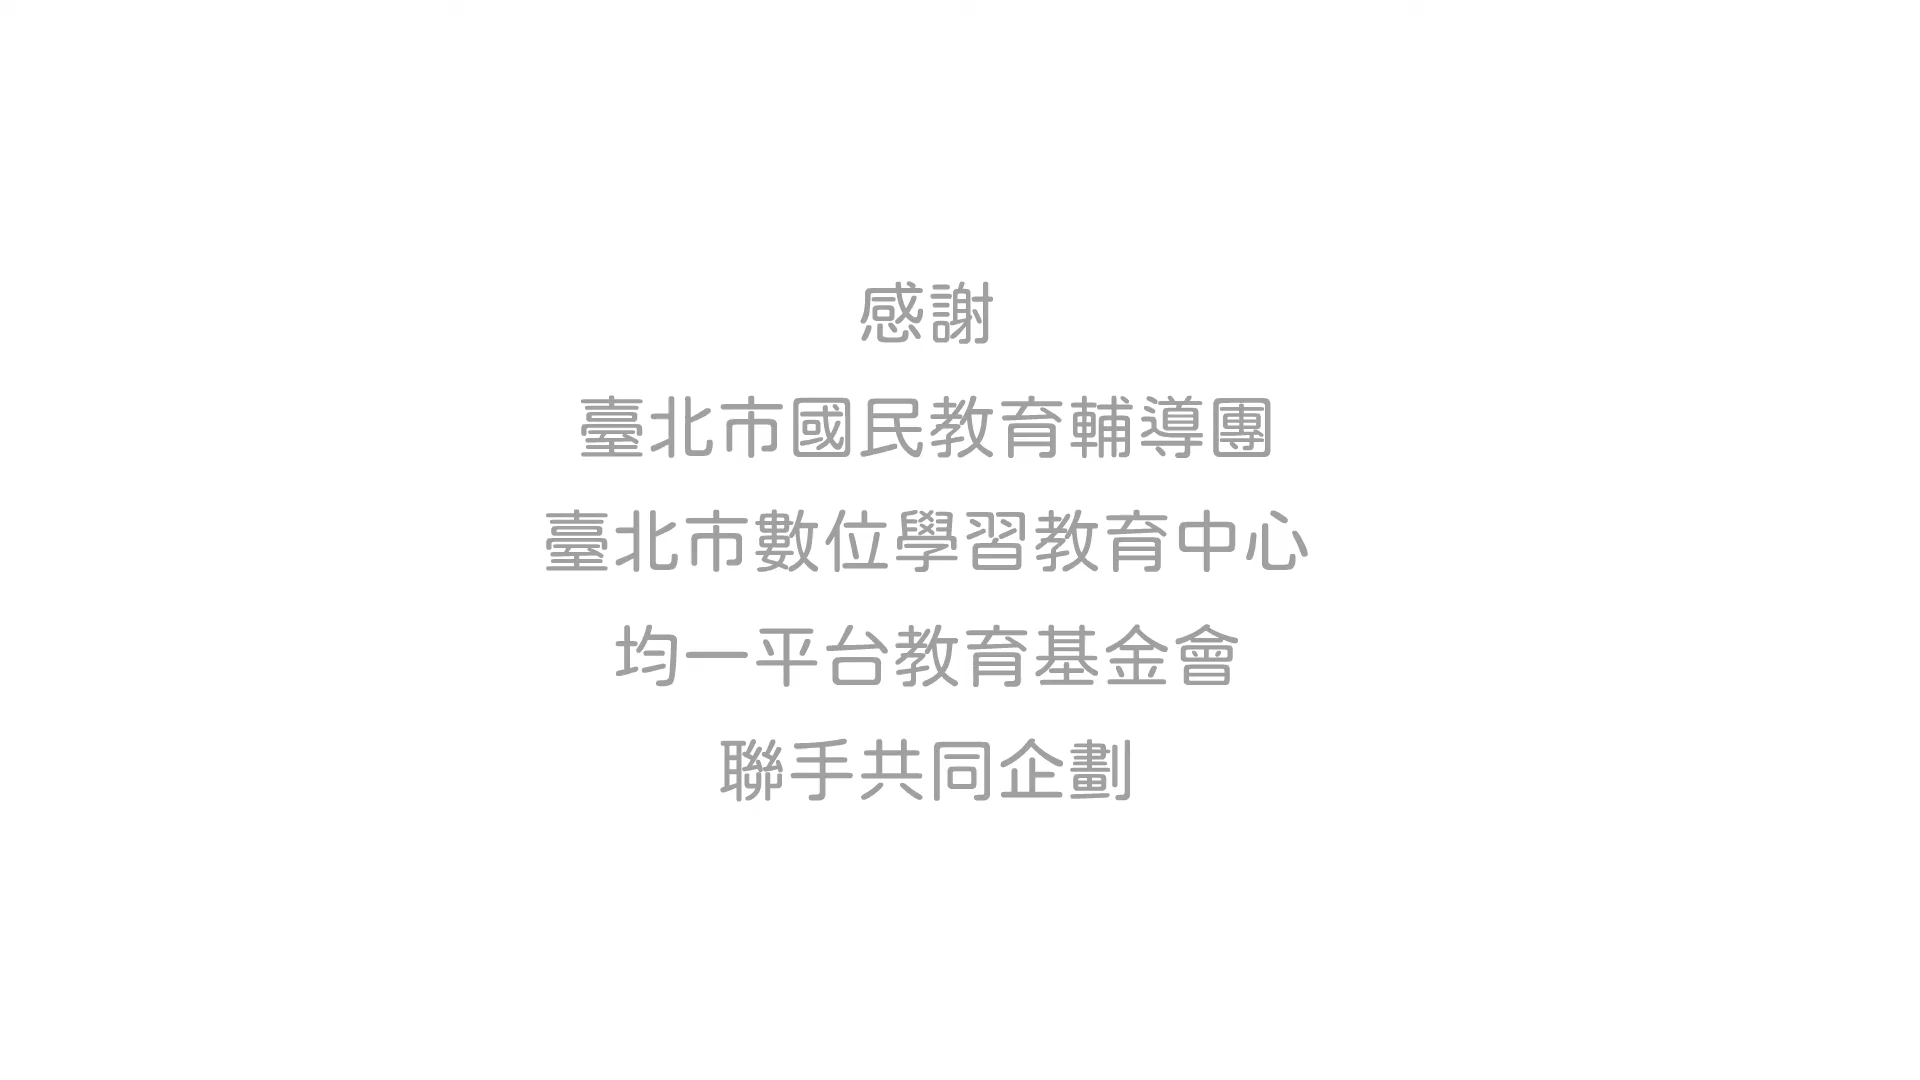 感謝
臺北市國民教育輔導團
臺北市數位學習教育中心
均一平台教育基金會
聯手共同企劃